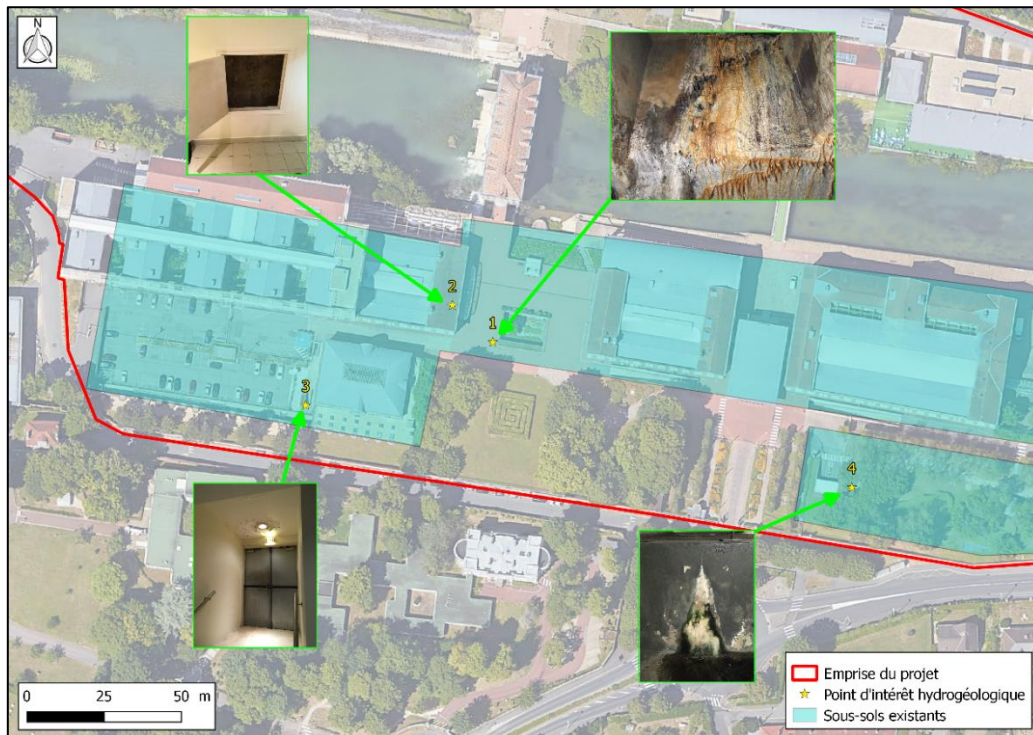 N
2
1
3
4
0 25 50 m
Emprise du projet
Point d'intérêt hydrogéologique
Sous-sols existants